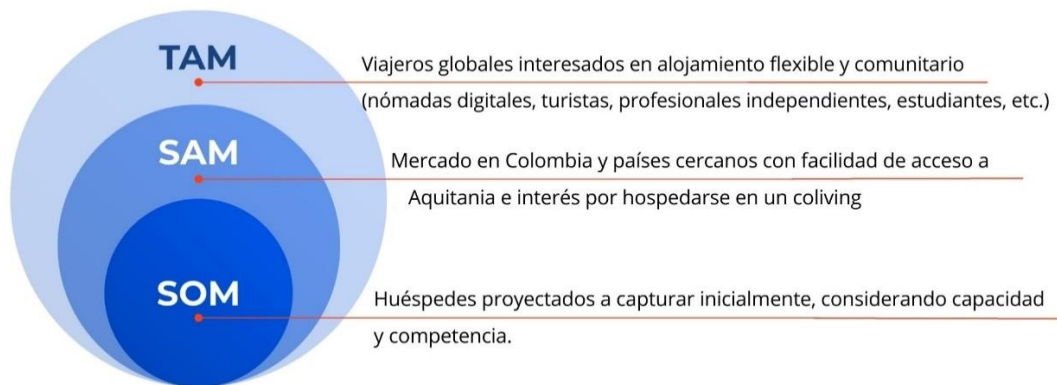 TAM
Viajeros globales interesados en alojamiento flexible y comunitario
(nómadas digitales, turistas, profesionales independientes, estudiantes, etc.)
SAM
Mercado en Colombia y países cercanos con facilidad de acceso a
Aquitania e interés por hospedarse en un coliving
SOM
Huéspedes proyectados a capturar inicialmente, considerando capacidad
y competencia.